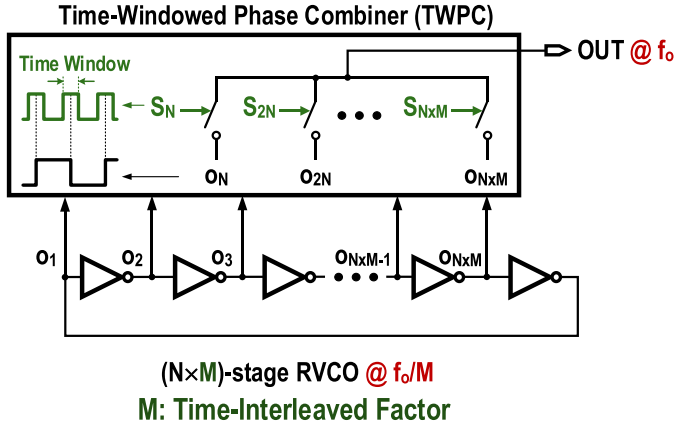 Time-Windowed Phase Combiner (TWPC)
OUT @ fo
Time Window
SN S2N SNxM
oN o2N oNxM
o1 o2 o3 oNxM-1 oNxM
(N×M)-stage RVCO @ fo/M
M: Time-Interleaved Factor